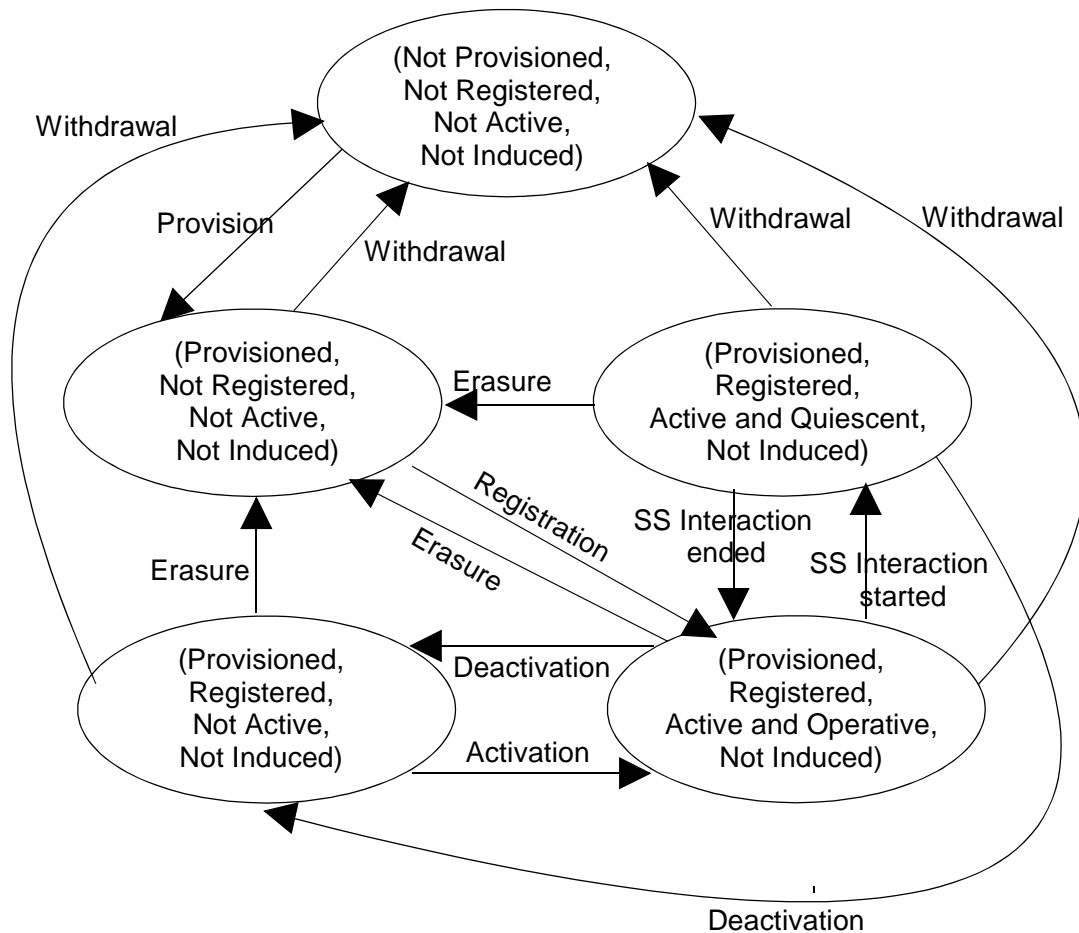 (Not Provisioned,
Not Registered,
Not Active,
Not Induced)
Withdrawal
Provision
Withdrawal
Withdrawal
Withdrawal
(Provisioned,
Not Registered,
Not Active,
Not Induced)
Erasure
(Provisioned,
Registered,
Active and Quiescent,
Not Induced)
Registration
Erasure
SS Interaction
ended
SS Interaction
started
Erasure
(Provisioned,
Registered,
Not Active,
Not Induced)
Deactivation
Activation
(Provisioned,
Registered,
Active and Operative,
Not Induced)
Deactivation